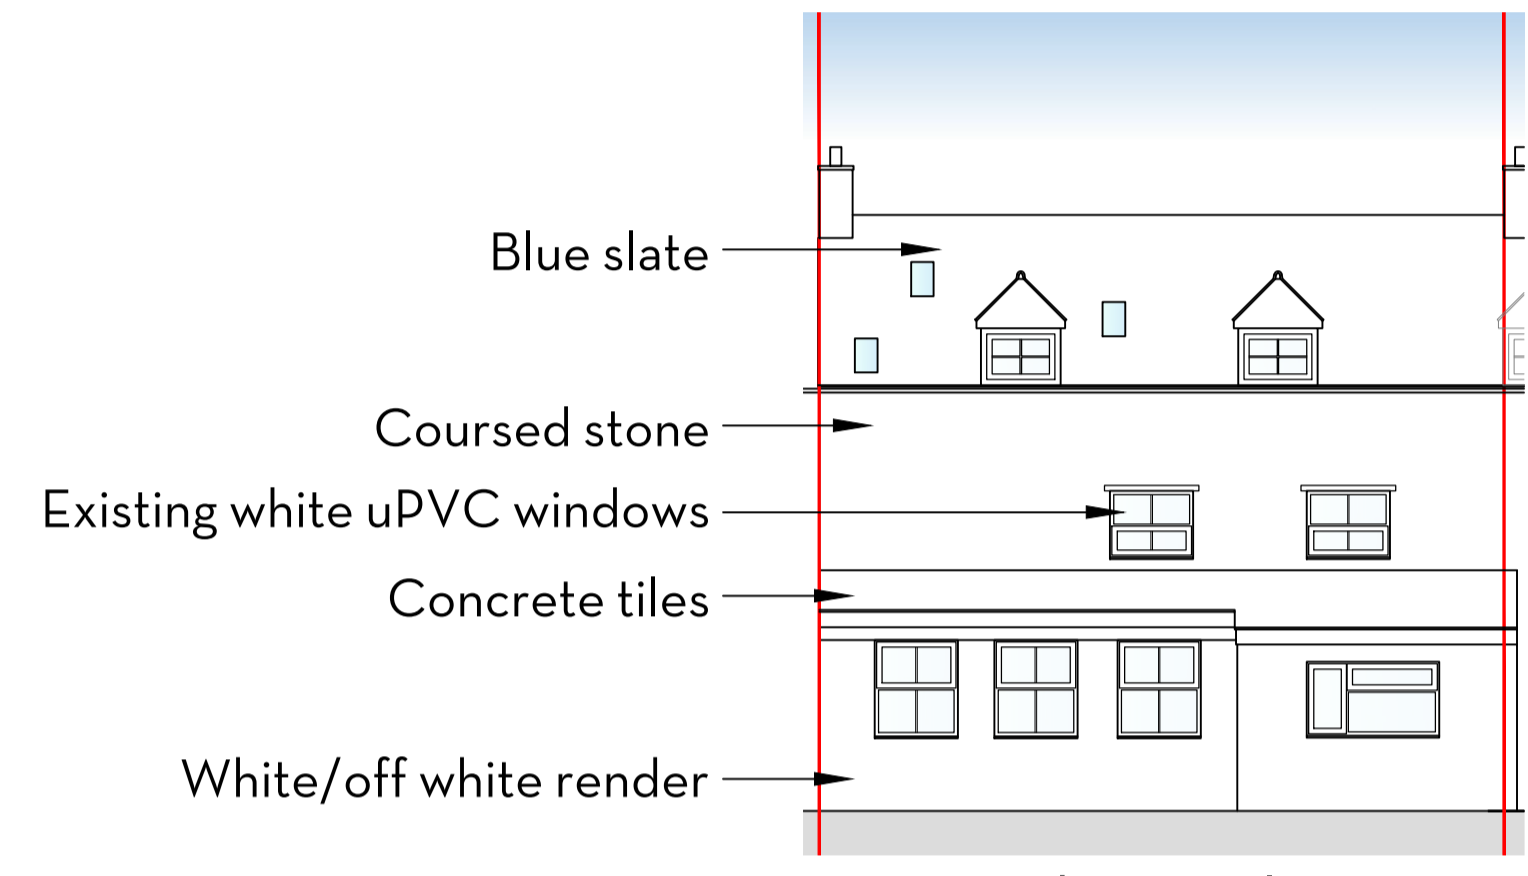 Blue slate
Coursed stone
Existing white uPVC windows
Concrete tiles
White/off white render